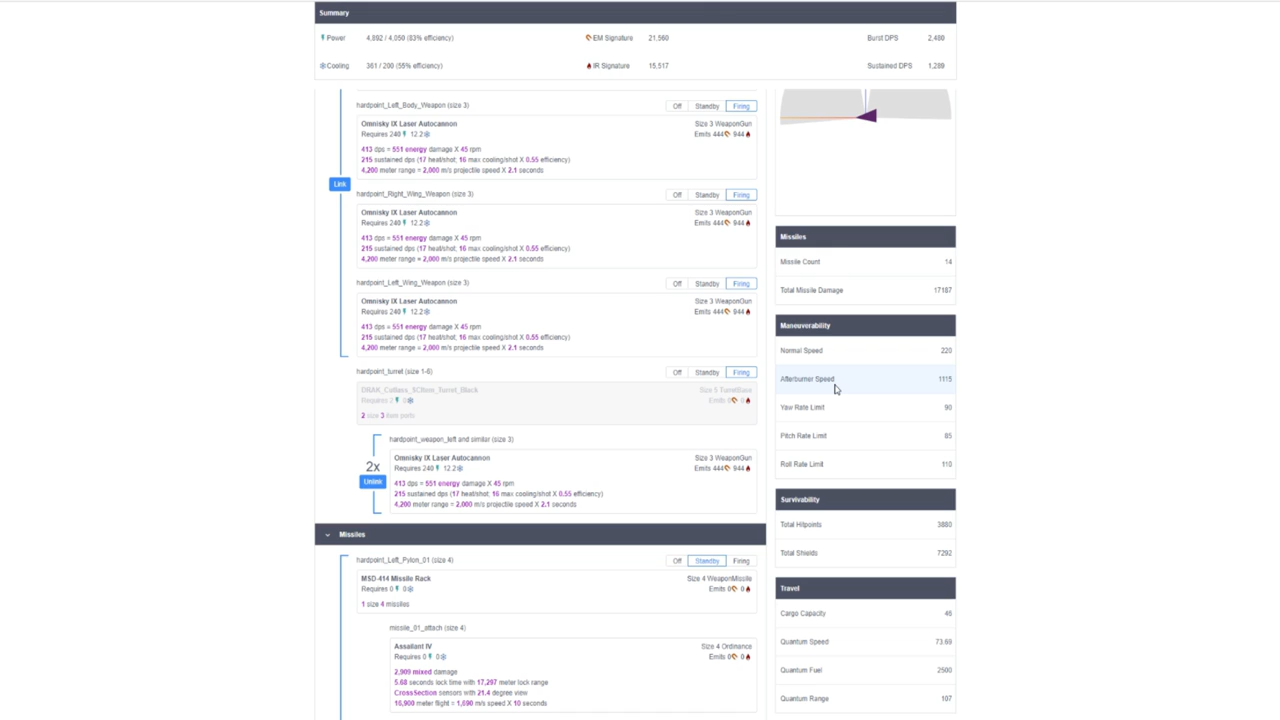 Summary
Power 4,892 / 4,050 (83% efficiency) EM Signature 21,560 Burst DPS 2,480
Cooling 361 / 200 (55% efficiency) IR Signature 15,517 Sustained DPS 1,289
hardpoint_Left_Body_Weapon (size 3) Off Standby Firing
Omnisky IX Laser Autocannon Size 3 WeaponGun
Requires 240 12.2 Emits 444 944
413 dps = 551 energy damage X 45 rpm
215 sustained dps (17 heat/shot; 16 max cooling/shot X 0.55 efficiency)
4,200 meter range = 2,000 m/s projectile speed X 2.1 seconds
Link
hardpoint_Right_Wing_Weapon (size 3) Off Standby Firing
Omnisky IX Laser Autocannon Size 3 WeaponGun
Requires 240 12.2 Emits 444 944
413 dps = 551 energy damage X 45 rpm
215 sustained dps (17 heat/shot; 16 max cooling/shot X 0.55 efficiency)
4,200 meter range = 2,000 m/s projectile speed X 2.1 seconds
hardpoint_Left_Wing_Weapon (size 3) Off Standby Firing
Omnisky IX Laser Autocannon Size 3 WeaponGun
Requires 240 12.2 Emits 444 944
413 dps = 551 energy damage X 45 rpm
215 sustained dps (17 heat/shot; 16 max cooling/shot X 0.55 efficiency)
4,200 meter range = 2,000 m/s projectile speed X 2.1 seconds
hardpoint_turret (size 1-6) Off Standby Firing
DRAK_Cutlass_SCItem_Turret_Black Size 5 TurretBase
Requires 2 0 Emits 0 0
2 size 3 item ports
hardpoint_weapon_left and similar (size 3)
2x
Unlink
Omnisky IX Laser Autocannon Size 3 WeaponGun
Requires 240 12.2 Emits 444 944
413 dps = 551 energy damage X 45 rpm
215 sustained dps (17 heat/shot; 16 max cooling/shot X 0.55 efficiency)
4,200 meter range = 2,000 m/s projectile speed X 2.1 seconds
Missiles
hardpoint_Left_Pylon_01 (size 4) Off Standby Firing
MSD-414 Missile Rack Size 4 WeaponMissile
Requires 0 0 Emits 0 0
1 size 4 missiles
missile_01_attach (size 4)
Assailant IV Size 4 Ordinance
Requires 0 0 Emits 0 0
2,909 mixed damage
5.68 seconds lock time with 17,297 meter lock range
CrossSection sensors with 21.4 degree view
10,900 meter flight = 1,090 m/s speed X 10 seconds
Missiles
Missile Count 14
Total Missile Damage 17187
Maneuverability
Normal Speed 220
Afterburner Speed 1115
Yaw Rate Limit 90
Pitch Rate Limit 85
Roll Rate Limit 110
Survivability
Total Hitpoints 3880
Total Shields 7292
Travel
Cargo Capacity 46
Quantum Speed 73.69
Quantum Fuel 2500
Quantum Range 107